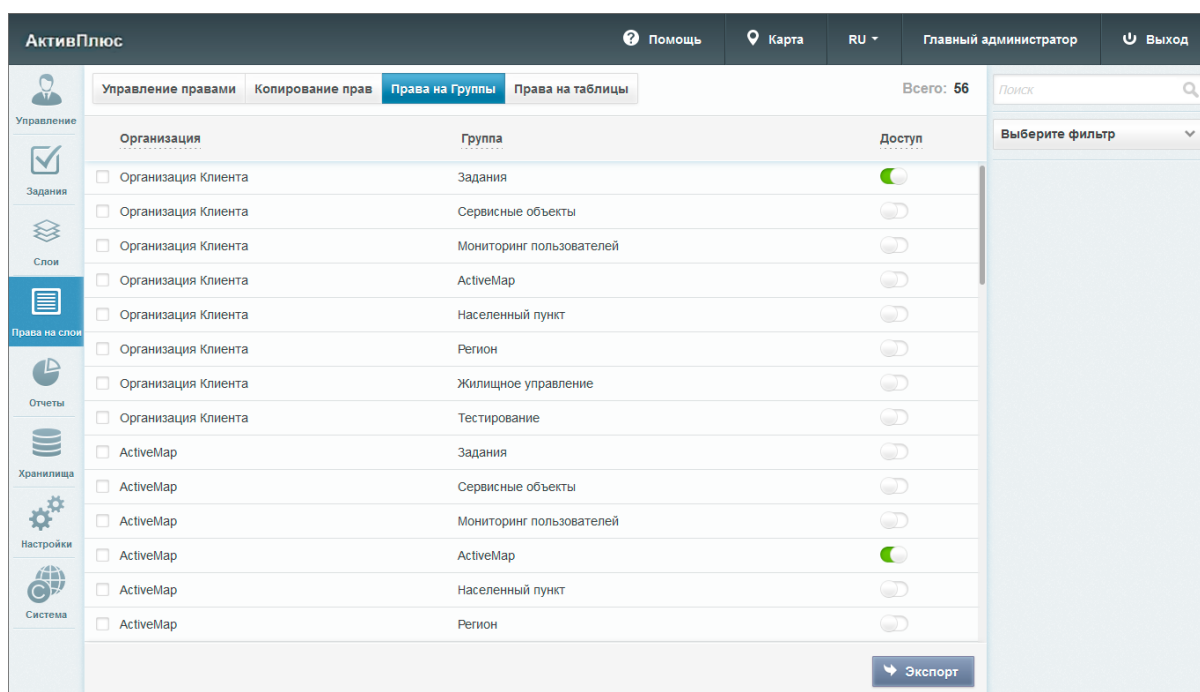 АктивПлюс
Помощь
Карта
RU
Главный администратор
Выход
Управление
Задания
Слои
Права на слои
Отчеты
Хранилища
Настройки
Система
Управление правами
Копирование прав
Права на Группы
Права на таблицы
Всего: 56
Поиск
Выберите фильтр
Организация Группа Доступ
Организация Клиента Задания
Организация Клиента Сервисные объекты
Организация Клиента Мониторинг пользователей
Организация Клиента ActiveMap
Организация Клиента Населенный пункт
Организация Клиента Регион
Организация Клиента Жилищное управление
Организация Клиента Тестирование
ActiveMap Задания
ActiveMap Сервисные объекты
ActiveMap Мониторинг пользователей
ActiveMap ActiveMap
ActiveMap Населенный пункт
ActiveMap Регион
Экспорт